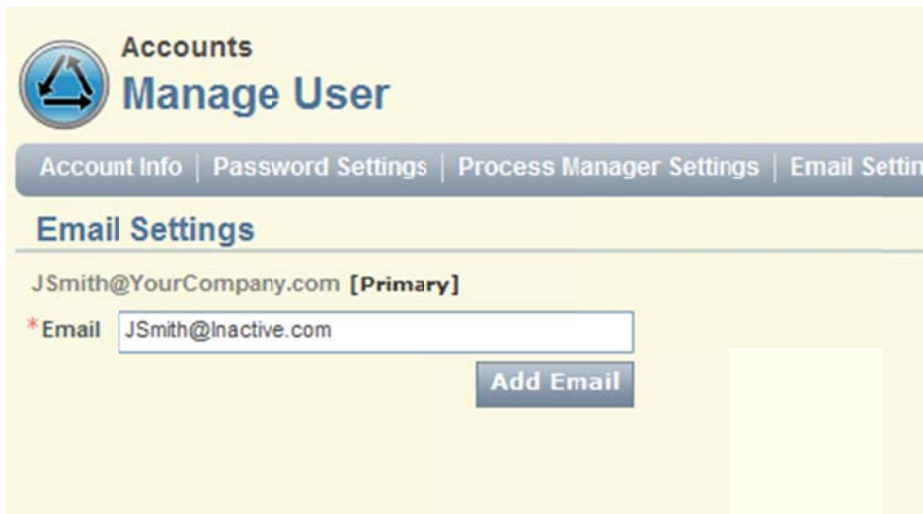 Accounts
Manage User
Account Info | Password Settings | Process Manager Settings | Email Settin
Email Settings
JSmith@YourCompany.com [Primary]
*Email JSmith@Inactive.com
Add Email